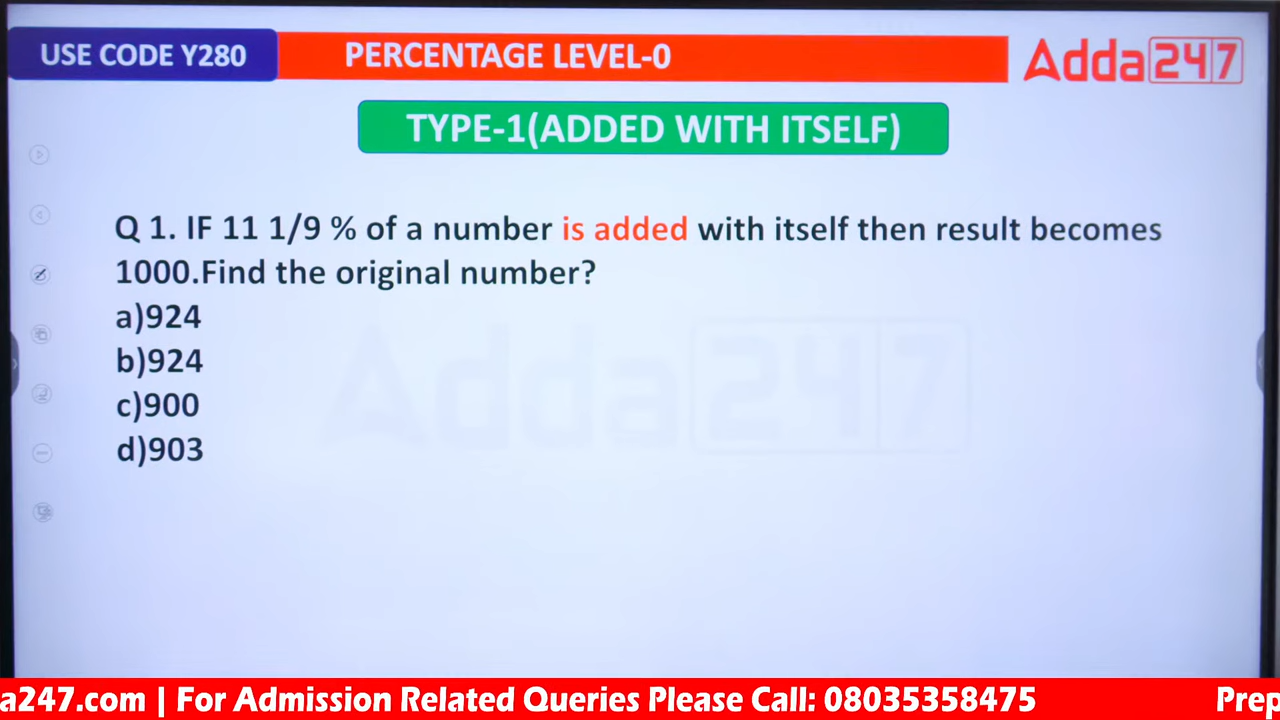 USE CODE Y280
PERCENTAGE LEVEL-0
Adda247
TYPE-1(ADDED WITH ITSELF)
Q 1. IF 11 1/9 % of a number is added with itself then result becomes
1000.Find the original number?
a)924
b)924
c)900
d)903
Adda247
a247.com | For Admission Related Queries Please Call: 08035358475
Prep